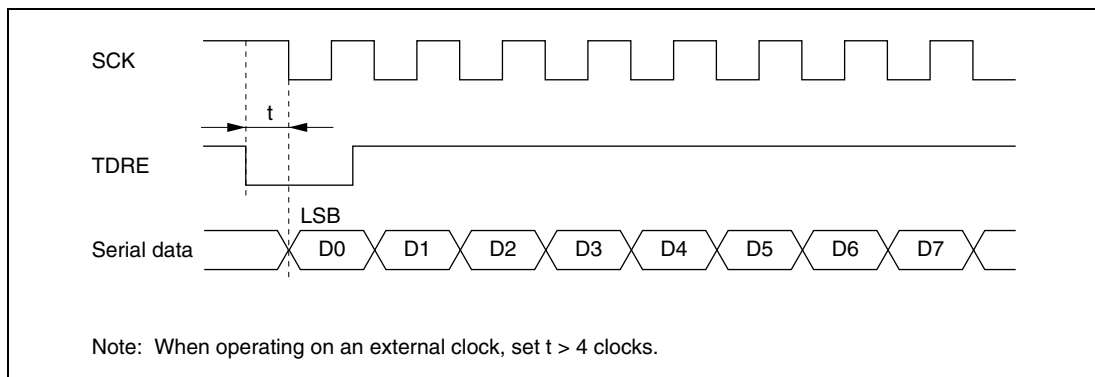 SCK
t
TDRE
LSB
Serial data D0 D1 D2 D3 D4 D5 D6 D7
Note: When operating on an external clock, set t > 4 clocks.